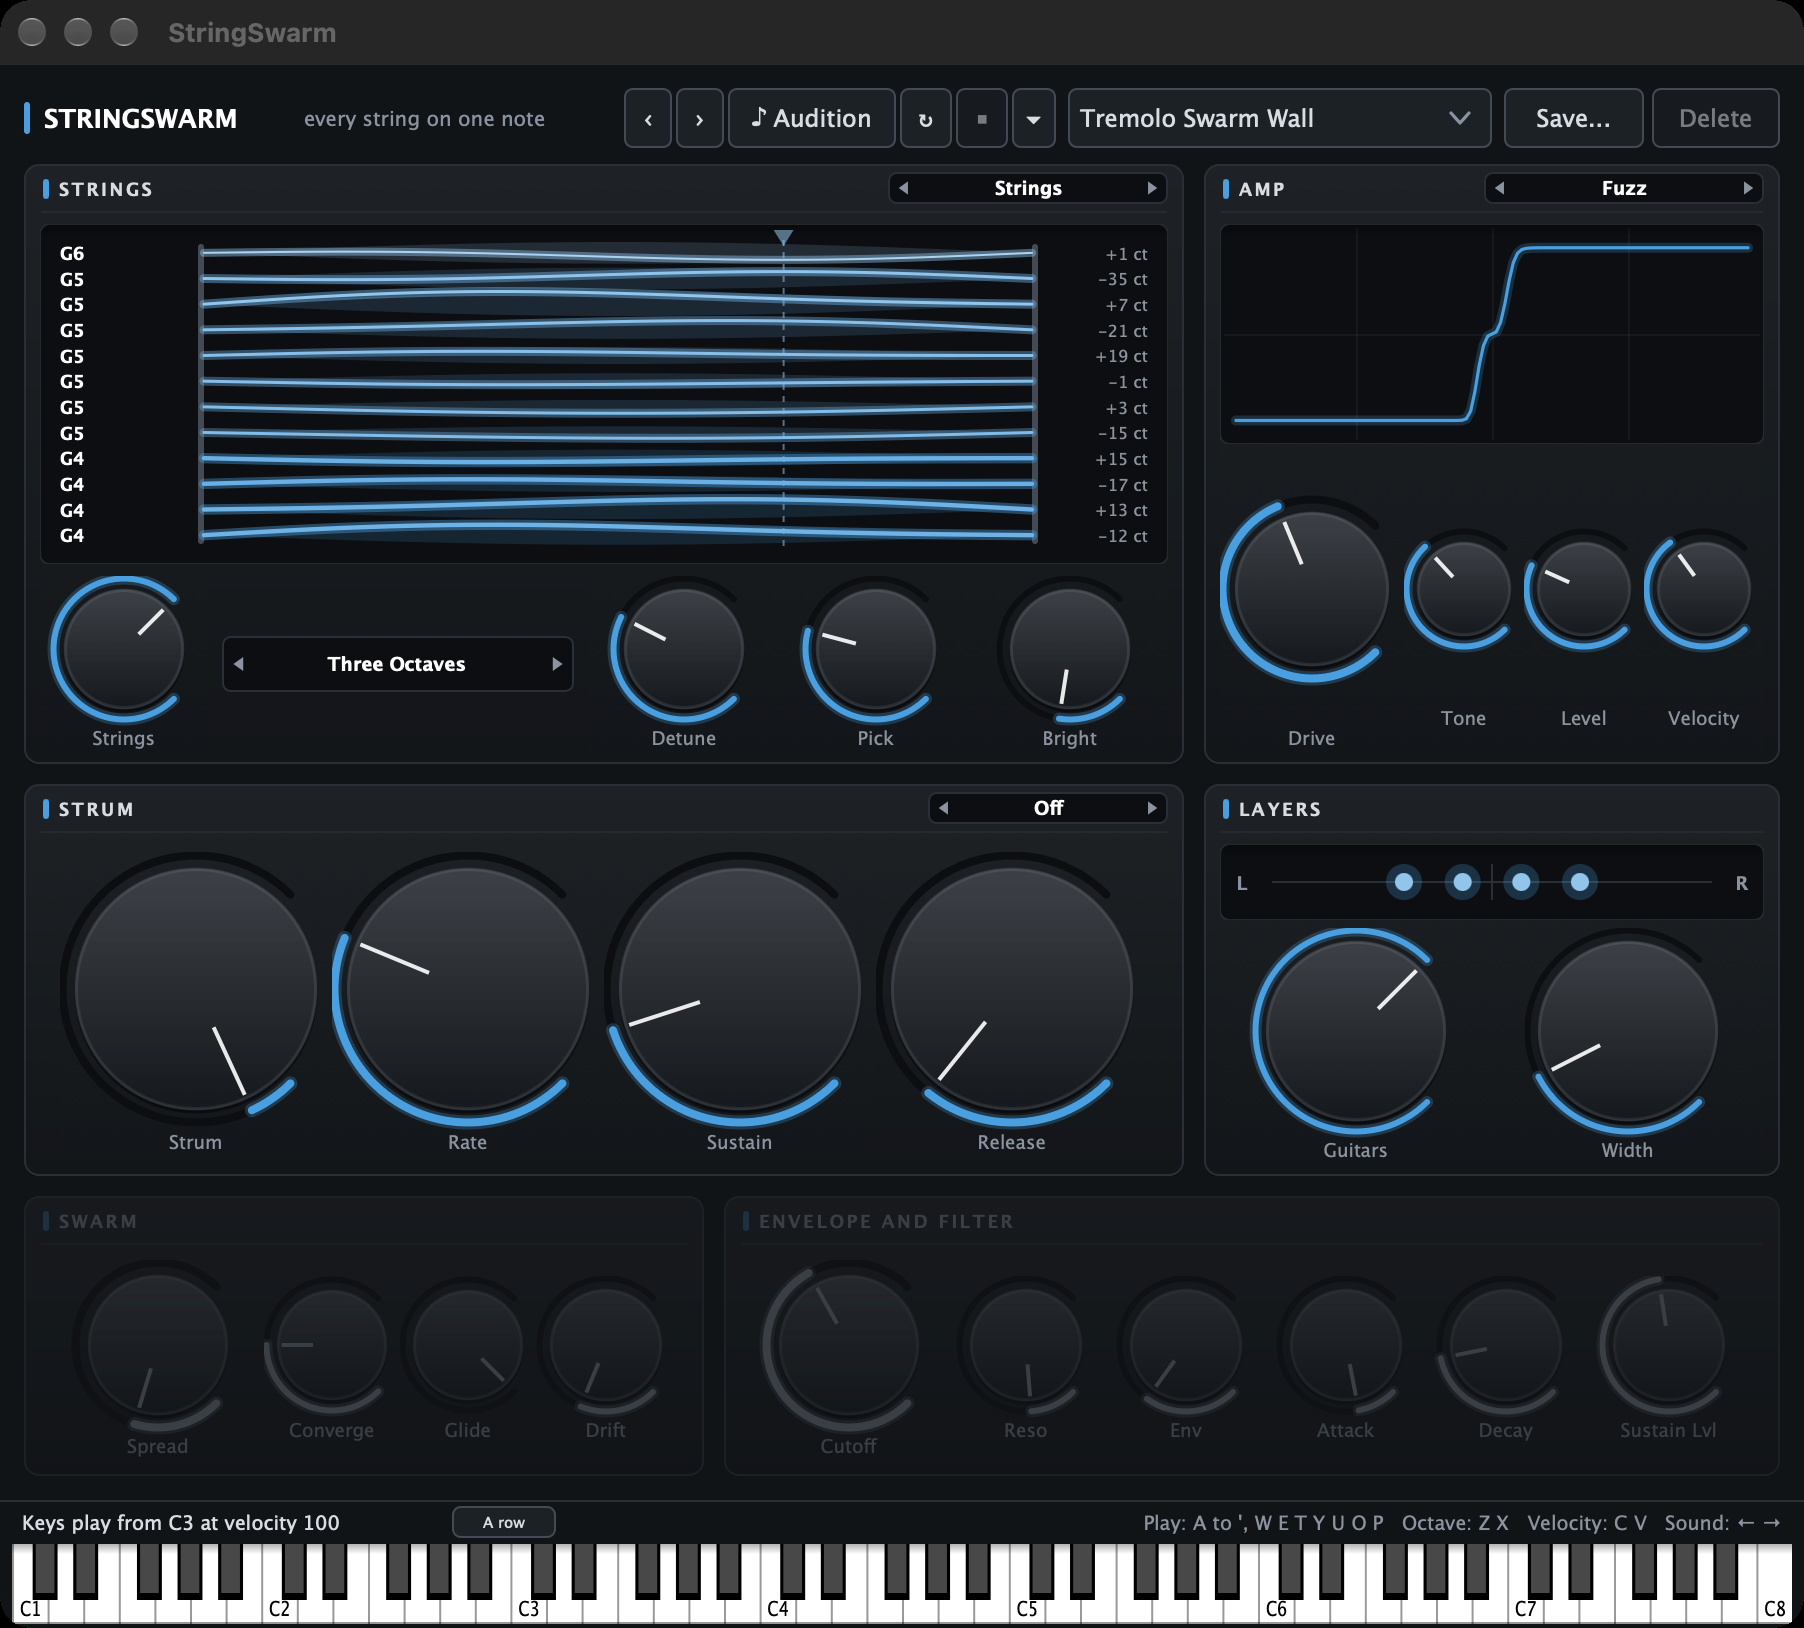 StringSwarm
STRINGSWARM every string on one note ‹ › ♪ Audition ↻ ■ ▾ Tremolo Swarm Wall Save... Delete
STRINGS Strings
G6 +1 ct
G5 −35 ct
G5 +7 ct
G5 −21 ct
G5 +19 ct
G5 −1 ct
G5 +3 ct
G5 −15 ct
G4 +15 ct
G4 −17 ct
G4 +13 ct
G4 −12 ct
Three Octaves
Strings Detune Pick Bright
AMP Fuzz
Tone Level Velocity
Drive
STRUM Off
Strum Rate Sustain Release
LAYERS
L R
Guitars Width
SWARM
Converge Glide Drift
Spread
ENVELOPE AND FILTER
Reso Env Attack Decay Sustain Lvl
Cutoff
Keys play from C3 at velocity 100 A row Play: A to ', W E T Y U O P Octave: Z X Velocity: C V Sound: ← →
C1 C2 C3 C4 C5 C6 C7 C8